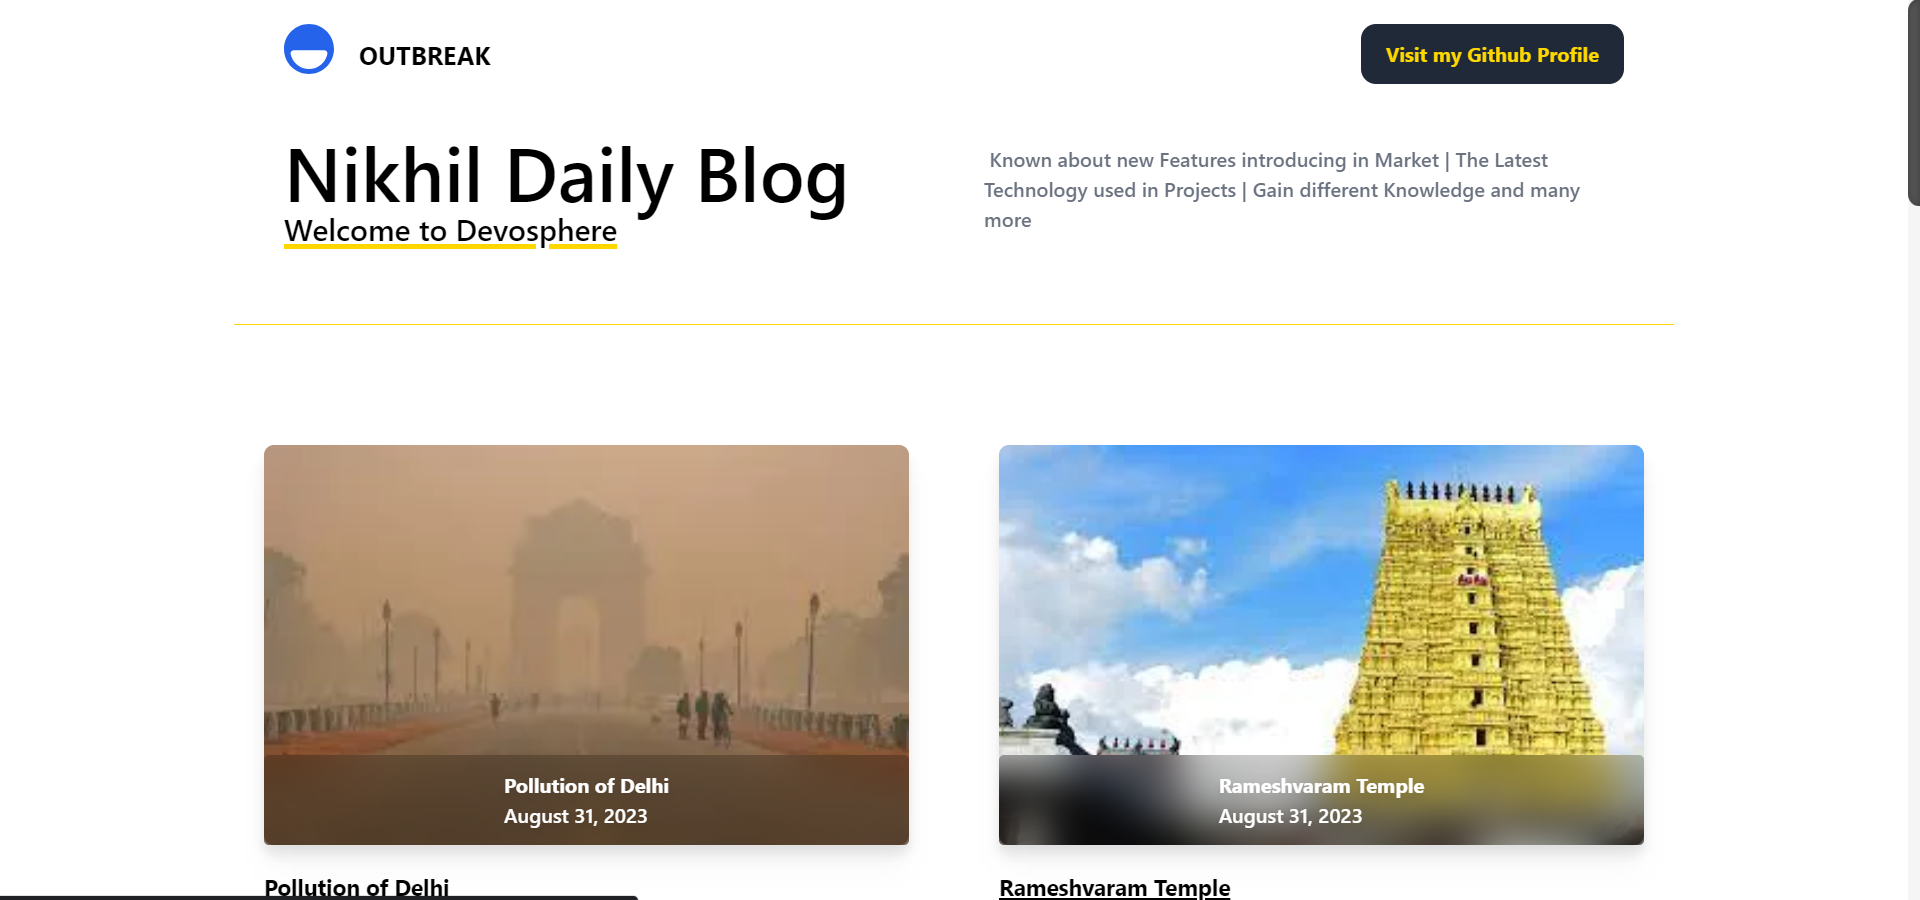 OUTBREAK
Visit my Github Profile
Nikhil Daily Blog
Welcome to Devosphere
Known about new Features introducing in Market | The Latest
Technology used in Projects | Gain different Knowledge and many
more
Pollution of Delhi
August 31, 2023
Rameshvaram Temple
August 31, 2023
Pollution of Delhi
Rameshvaram Temple